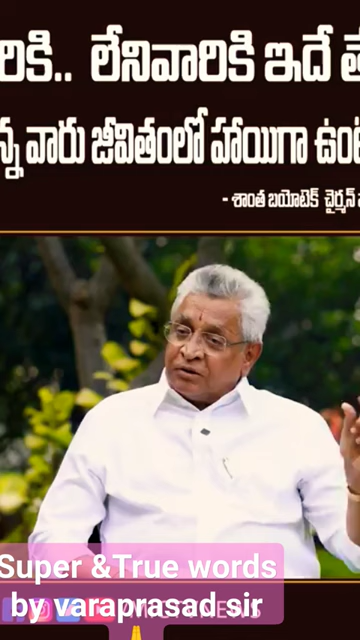 లేనివారికి ఇదే
వారు జీవితంలో హాయిగా
- శాంత బయోటెక్ చైర్మన్
Super &True words
by varaprasad sir